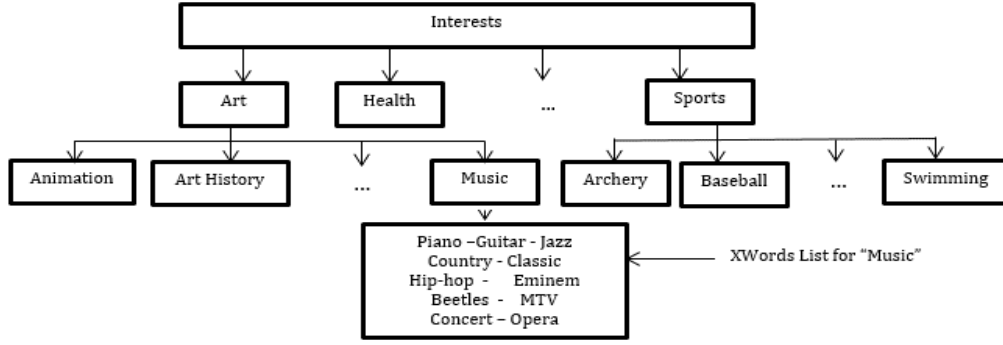 Interests
Art
Health
...
Sports
Animation
Art History
...
Music
Archery
Baseball
...
Swimming
Piano –Guitar - Jazz
Country - Classic
Hip-hop - Eminem
Beetles - MTV
Concert – Opera
XWords List for “Music”